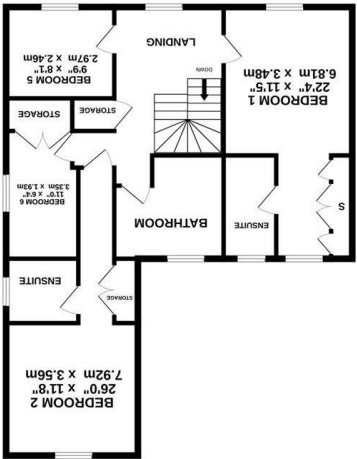 LANDING
DOWN
BEDROOM 5
9'9" x 8'1"
2.97m x 2.46m
BEDROOM 1
22'4" x 11'5"
6.81m x 3.48m
STORAGE
STORAGE
BEDROOM 6
11'0" x 6'4"
3.35m x 1.93m
BATHROOM
ENSUITE
S
ENSUITE
STORAGE
BEDROOM 2
26'0" x 11'8"
7.92m x 3.56m